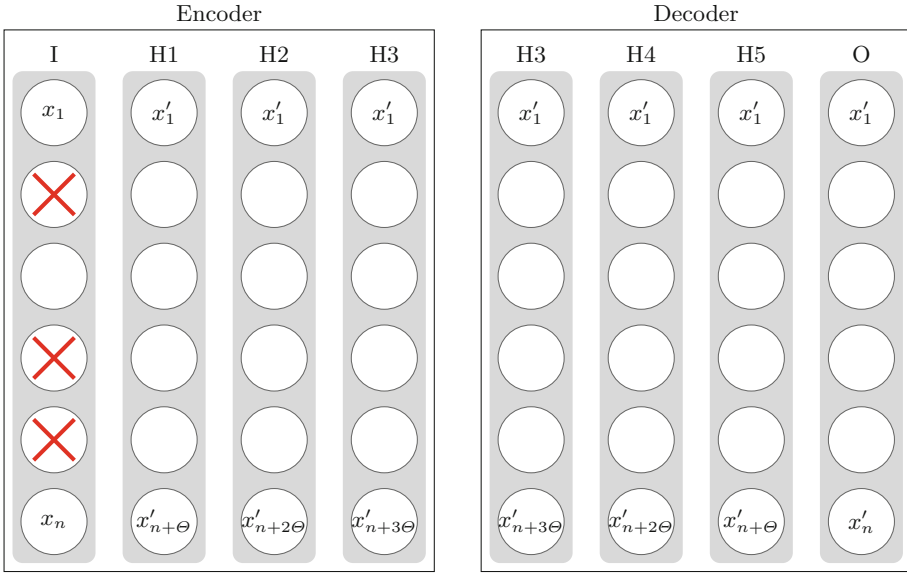 Encoder Decoder
I H1 H2 H3 H3 H4 H5 O
x₁ x′₁ x′₁ x′₁ x′₁ x′₁ x′₁ x′₁
xₙ x′ₙ₊Θ x′ₙ₊₂Θ x′ₙ₊₃Θ x′ₙ₊₃Θ x′ₙ₊₂Θ x′ₙ₊Θ x′ₙ